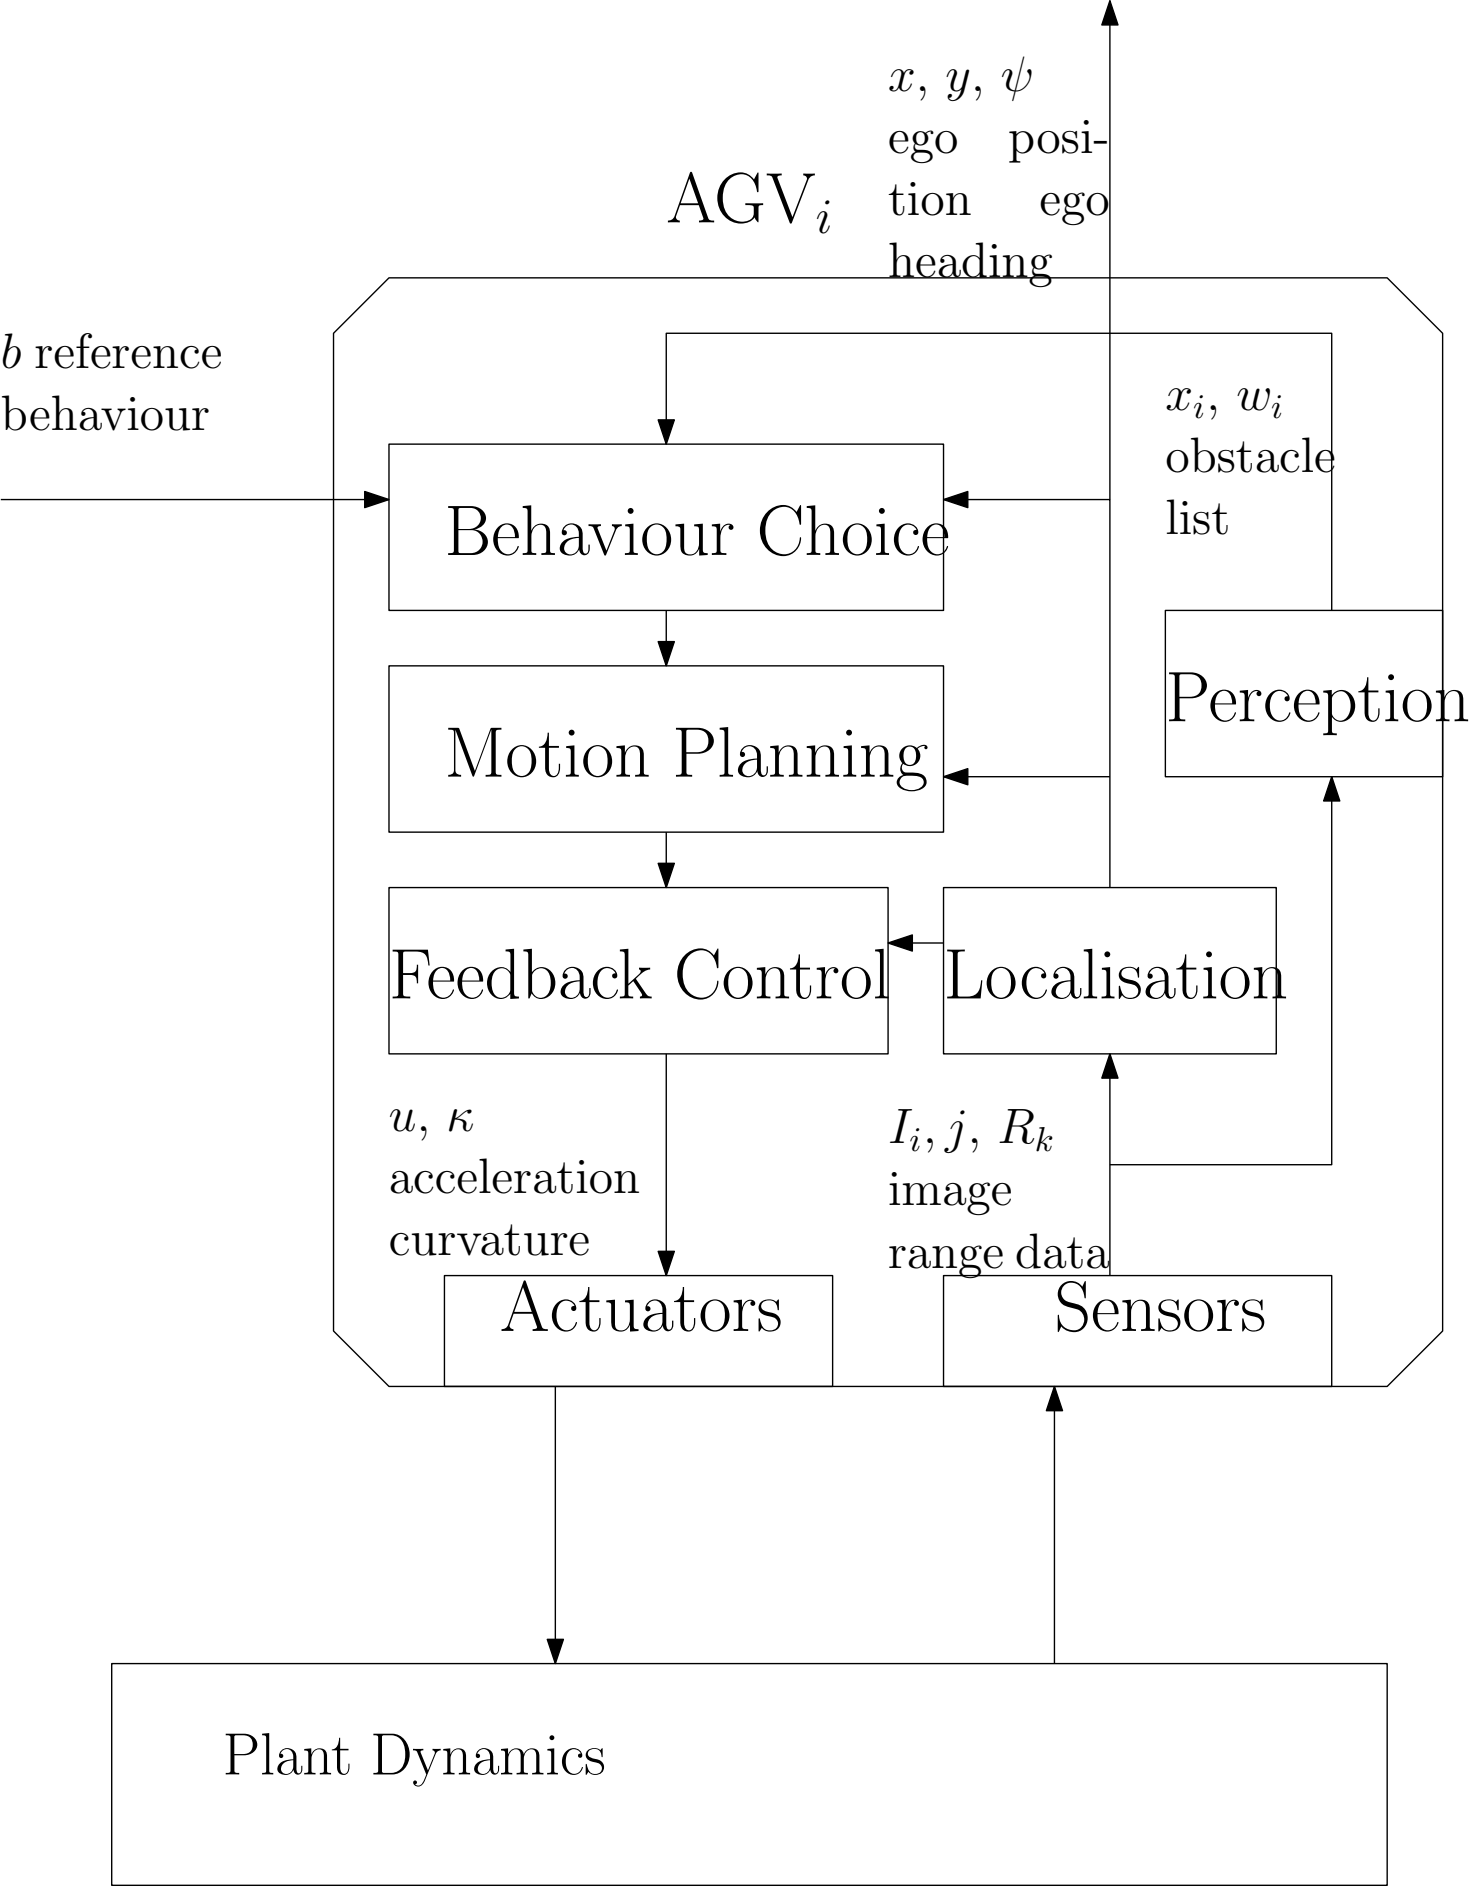 x, y, ψ
ego posi-
tion ego
heading
AGV_i
b reference
behaviour
x_i, w_i
obstacle
list
Behaviour Choice
Perception
Motion Planning
Feedback Control
Localisation
u, κ
acceleration
curvature
I_i, j, R_k
image
range data
Actuators
Sensors
Plant Dynamics